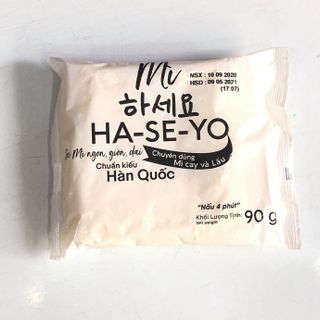 Mì
NSX : 10 09 2020
HSD : 09 05 2021
(17:07)
하세요
HA-SE-YO
Sợi Mì ngon, giòn, dai
Chuyên dùng
Mì cay và Lẩu
Chuẩn kiểu
Hàn Quốc
"Nấu 4 phút"
Khối Lượng Tịnh:
net weight
90 g